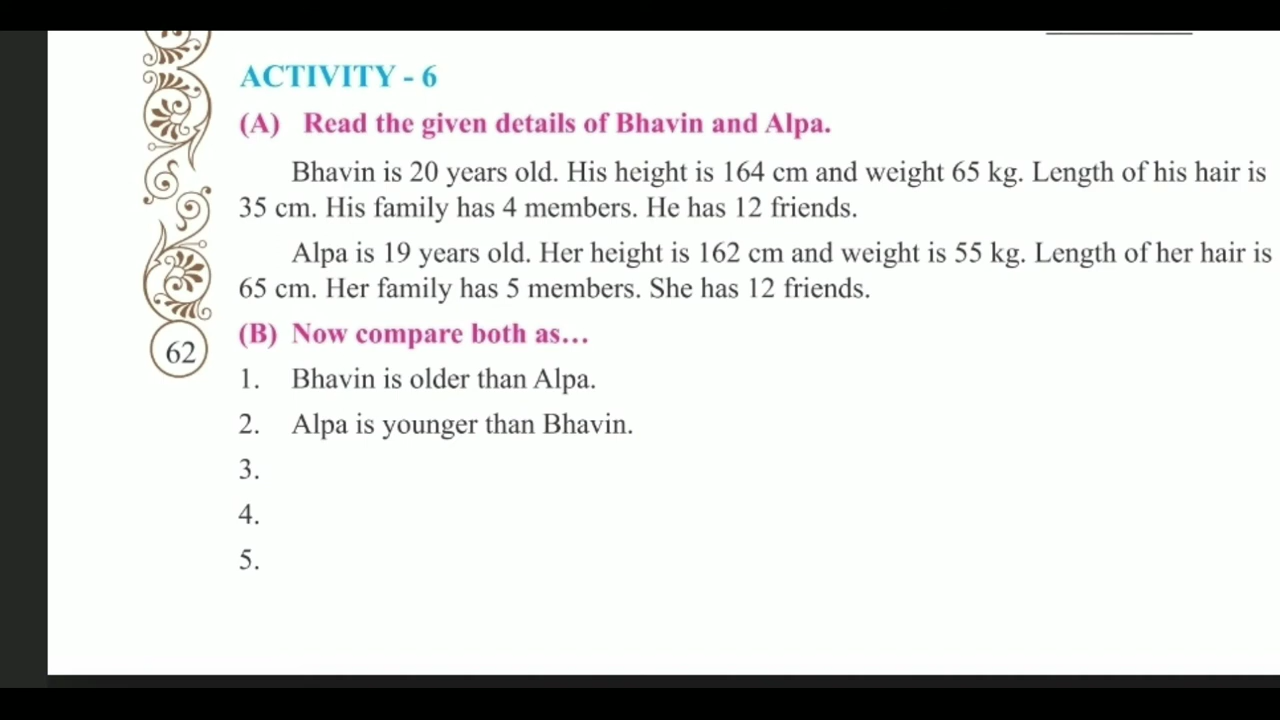 ACTIVITY - 6
(A) Read the given details of Bhavin and Alpa.
Bhavin is 20 years old. His height is 164 cm and weight 65 kg. Length of his hair is
35 cm. His family has 4 members. He has 12 friends.
Alpa is 19 years old. Her height is 162 cm and weight is 55 kg. Length of her hair is
65 cm. Her family has 5 members. She has 12 friends.
(B) Now compare both as...
62
1. Bhavin is older than Alpa.
2. Alpa is younger than Bhavin.
3.
4.
5.